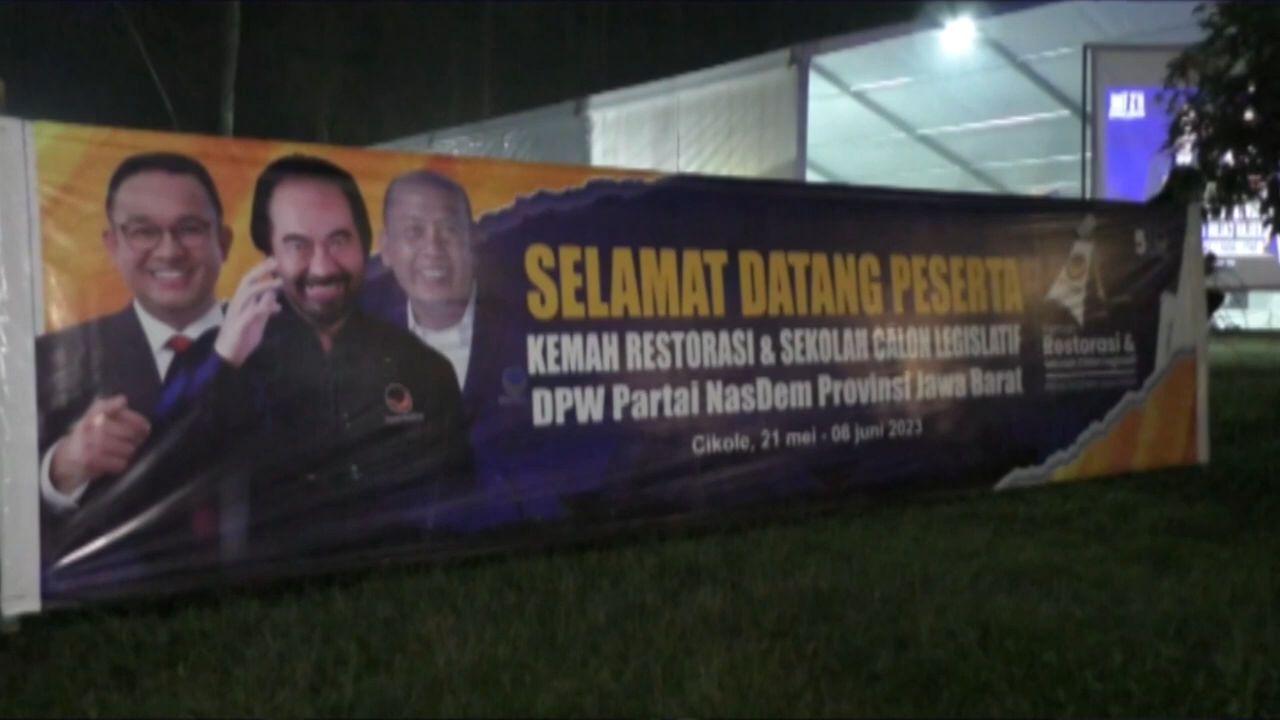 SELAMAT DATANG PESERTA
KEMAH RESTORASI & SEKOLAH CALON LEGISLATIF
DPW Partai NasDem Provinsi Jawa Barat
Cikole, 21 mei - 08 juni 2023
Restorasi &